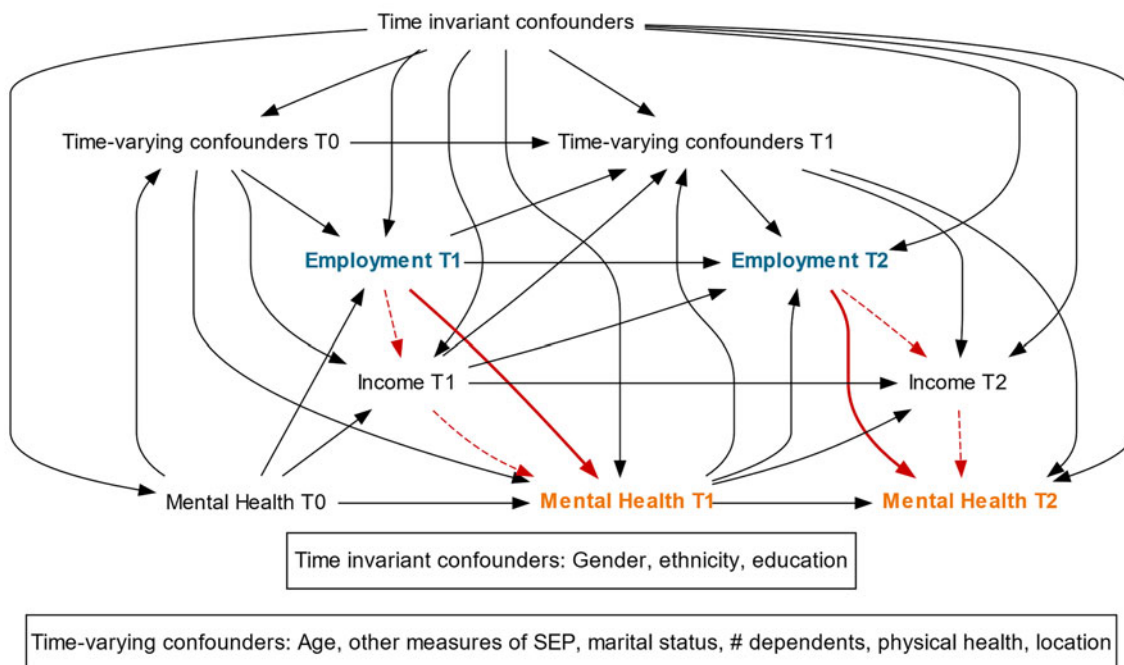 Time invariant confounders
Time-varying confounders T0
Time-varying confounders T1
Employment T1
Employment T2
Income T1
Income T2
Mental Health T0
Mental Health T1
Mental Health T2
Time invariant confounders: Gender, ethnicity, education
Time-varying confounders: Age, other measures of SEP, marital status, # dependents, physical health, location